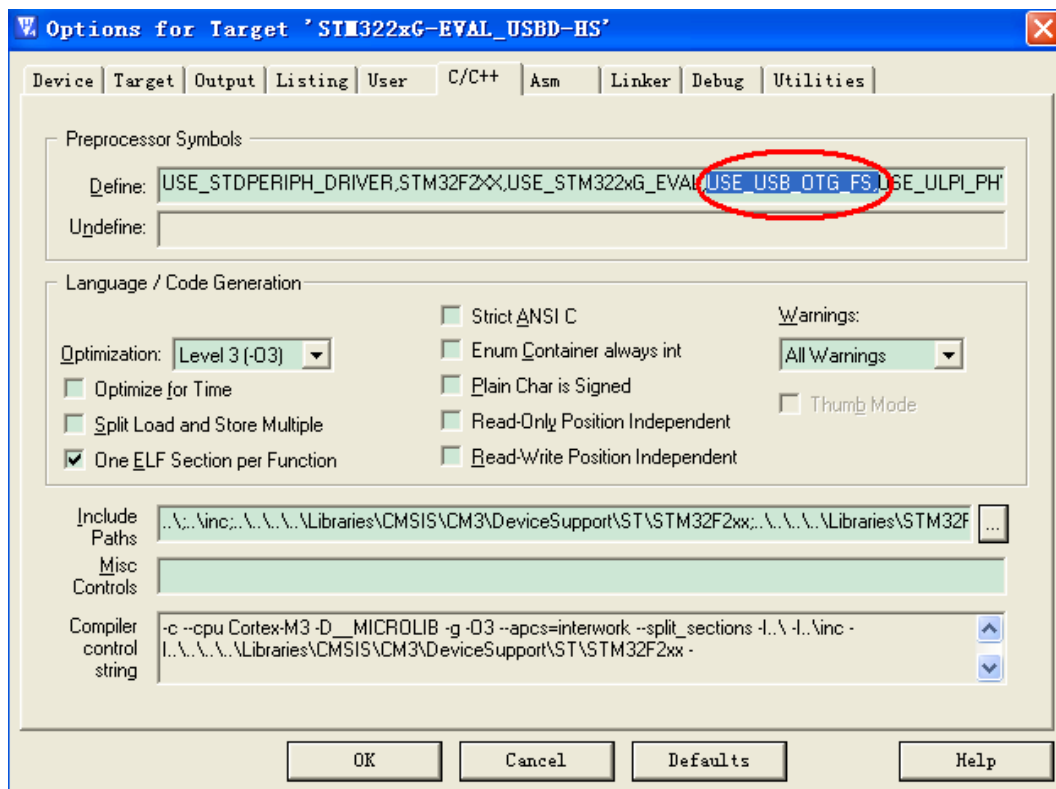 Options for Target 'STM322xG-EVAL_USBD-HS'
Device Target Output Listing User C/C++ Asm Linker Debug Utilities
Preprocessor Symbols
Define: USE_STDPERIPH_DRIVER,STM32F2XX,USE_STM322xG_EVAL,USE_USB_OTG_FS,USE_ULPI_PHY
Undefine:
Language / Code Generation
Strict ANSI C Warnings:
Optimization: Level 3 (-O3) Enum Container always int All Warnings
Optimize for Time Plain Char is Signed Thumb Mode
Split Load and Store Multiple Read-Only Position Independent
One ELF Section per Function Read-Write Position Independent
Include Paths ..\;..\inc;..\..\..\..\Libraries\CMSIS\CM3\DeviceSupport\ST\STM32F2xx;..\..\..\..\Libraries\STM32F ...
Misc Controls
Compiler control string -c --cpu Cortex-M3 -D__MICROLIB -g -O3 --apcs=interwork --split_sections -I..\ -I..\inc -
I..\..\..\..\Libraries\CMSIS\CM3\DeviceSupport\ST\STM32F2xx -
OK Cancel Defaults Help